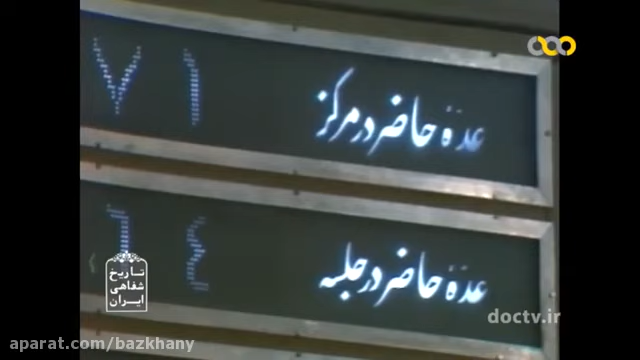 عدهٔ حاضر در مرکز ۷۱
عدهٔ حاضر در جلسه ٦٤
تاریخ
شفاهی
ایران
doctv.ir
aparat.com/bazkhany